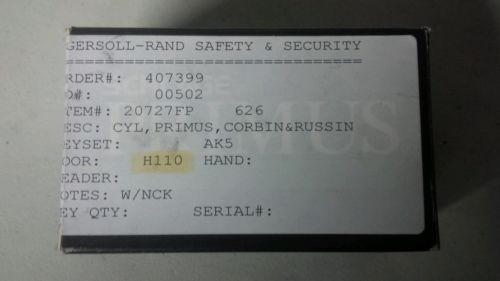 GERSOLL-RAND SAFETY & SECURITY
================================
RDER#: 407399
O#: 00502
TEM#: 20727FP 626
ESC: CYL,PRIMUS,CORBIN&RUSSIN
EYSET: AK5
OOR: H110 HAND:
EADER:
OTES: W/NCK
EY QTY: SERIAL#:
PRIMUS